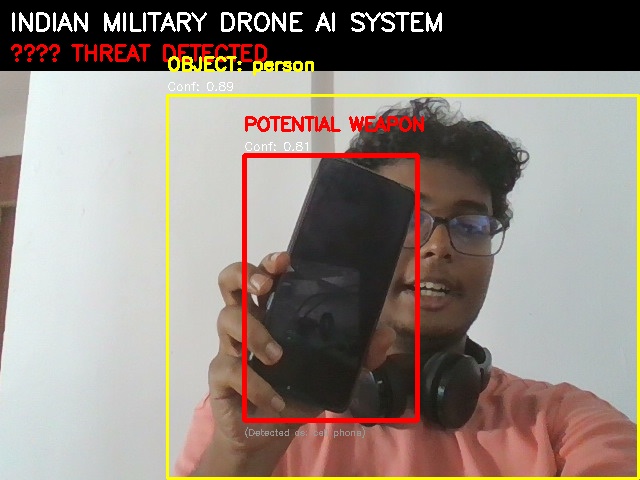 INDIAN MILITARY DRONE AI SYSTEM
???? THREAT DETECTED
OBJECT: person
Conf: 0.89
POTENTIAL WEAPON
Conf: 0.81
(Detected as: cell phone)